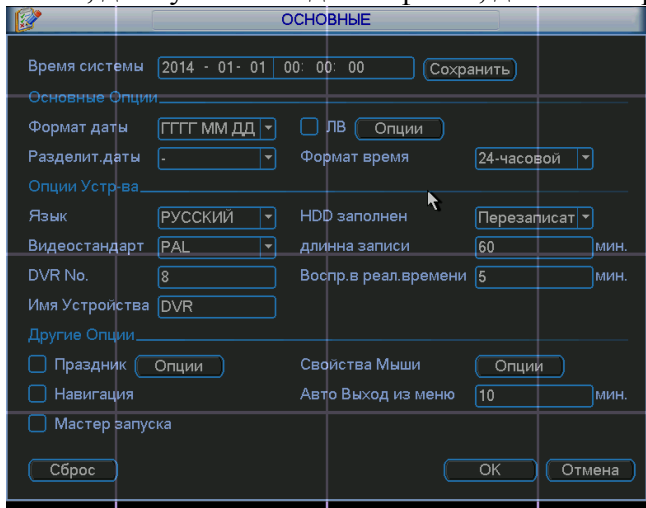 ОСНОВНЫЕ
Время системы 2014 - 01- 01 00: 00: 00 Сохранить
Основные Опции
Формат даты ГГГГ ММ ДД ЛВ Опции
Разделит.даты - Формат время 24-часовой
Опции Устр-ва
Язык РУССКИЙ HDD заполнен Перезаписат
Видеостандарт PAL длинна записи 60 мин.
DVR No. 8 Воспр.в реал.времени 5 мин.
Имя Устройства DVR
Другие Опции
Праздник Опции Свойства Мыши Опции
Навигация Авто Выход из меню 10 мин.
Мастер запуска
Сброс OK Отмена